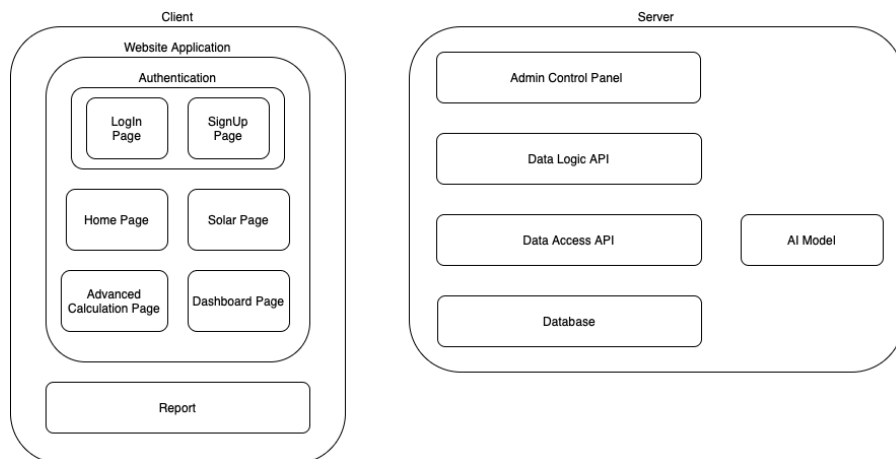 Client
Website Application
Authentication
LogIn
Page
SignUp
Page
Home Page
Solar Page
Advanced
Calculation Page
Dashboard Page
Report
Server
Admin Control Panel
Data Logic API
Data Access API
AI Model
Database